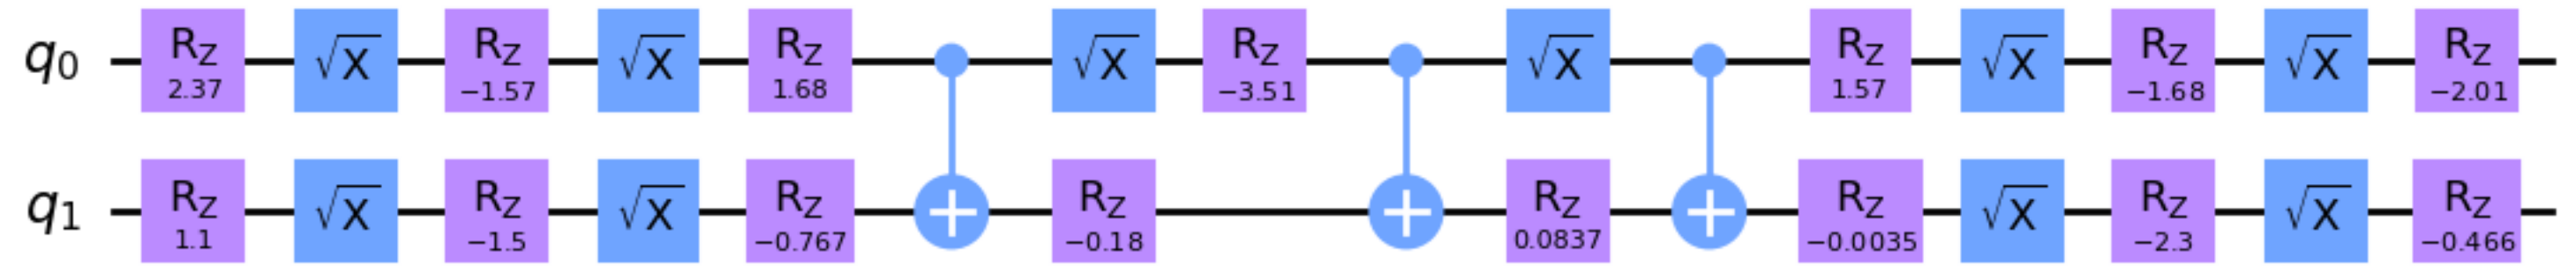 q0 RZ √X RZ √X RZ √X RZ √X RZ √X RZ √X RZ
2.37 −1.57 1.68 −3.51 1.57 −1.68 −2.01
q1 RZ √X RZ √X RZ RZ RZ RZ √X RZ √X RZ
1.1 −1.5 −0.767 −0.18 0.0837 −0.0035 −2.3 −0.466